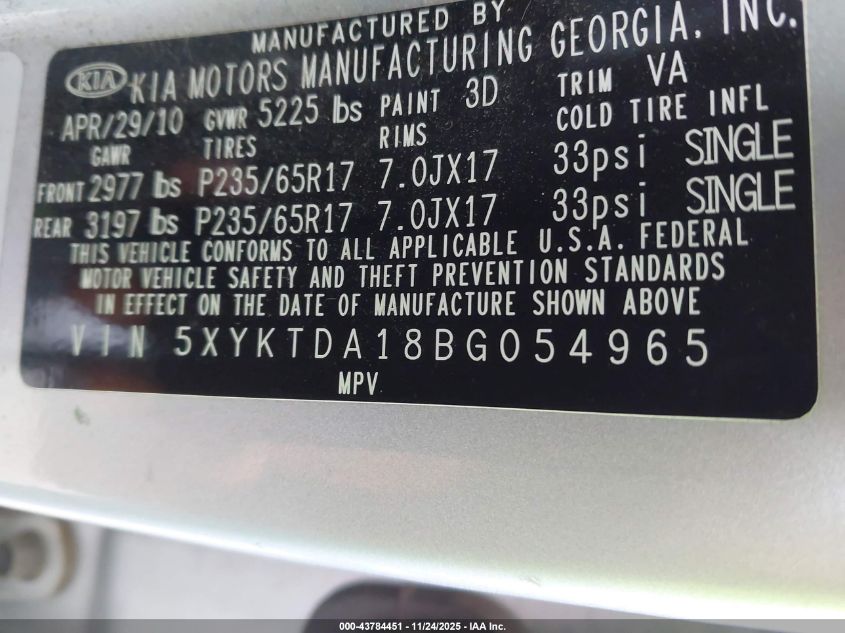 MANUFACTURED BY
KIA KIA MOTORS MANUFACTURING GEORGIA, INC.
APR/29/10 GVWR 5225 lbs PAINT 3D TRIM VA
GAWR TIRES RIMS COLD TIRE INFL
FRONT 2977 lbs P235/65R17 7.0JX17 33psi SINGLE
REAR 3197 lbs P235/65R17 7.0JX17 33psi SINGLE
THIS VEHICLE CONFORMS TO ALL APPLICABLE U.S.A. FEDERAL
MOTOR VEHICLE SAFETY AND THEFT PREVENTION STANDARDS
IN EFFECT ON THE DATE OF MANUFACTURE SHOWN ABOVE
VIN 5XYKTDA18BG054965
MPV
000-43784451 - 11/24/2025 - IAA Inc.